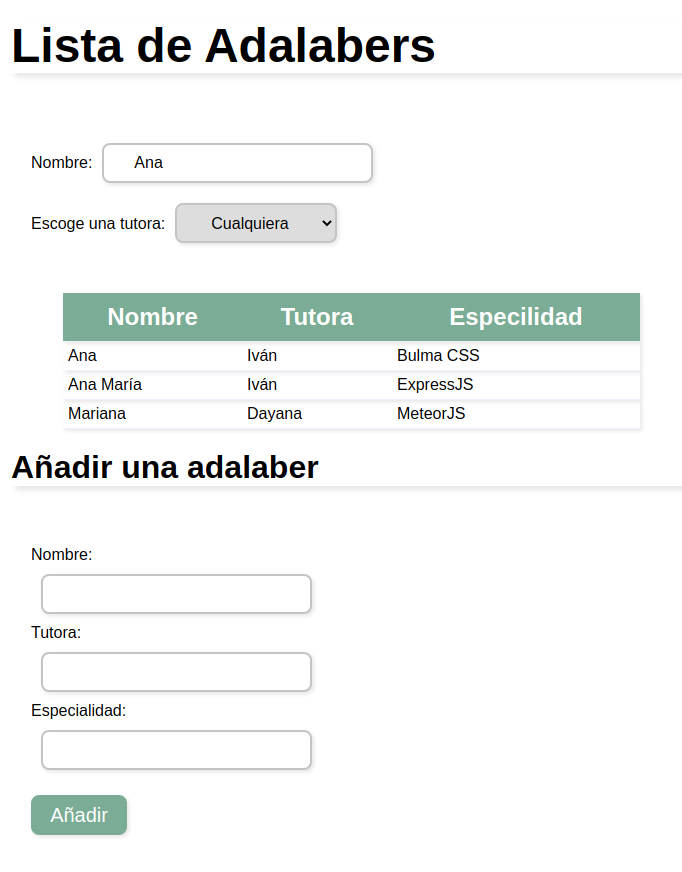 Lista de Adalabers
Nombre: Ana
Escoge una tutora: Cualquiera
Nombre Tutora Especilidad
Ana Iván Bulma CSS
Ana María Iván ExpressJS
Mariana Dayana MeteorJS
Añadir una adalaber
Nombre:
Tutora:
Especialidad:
Añadir